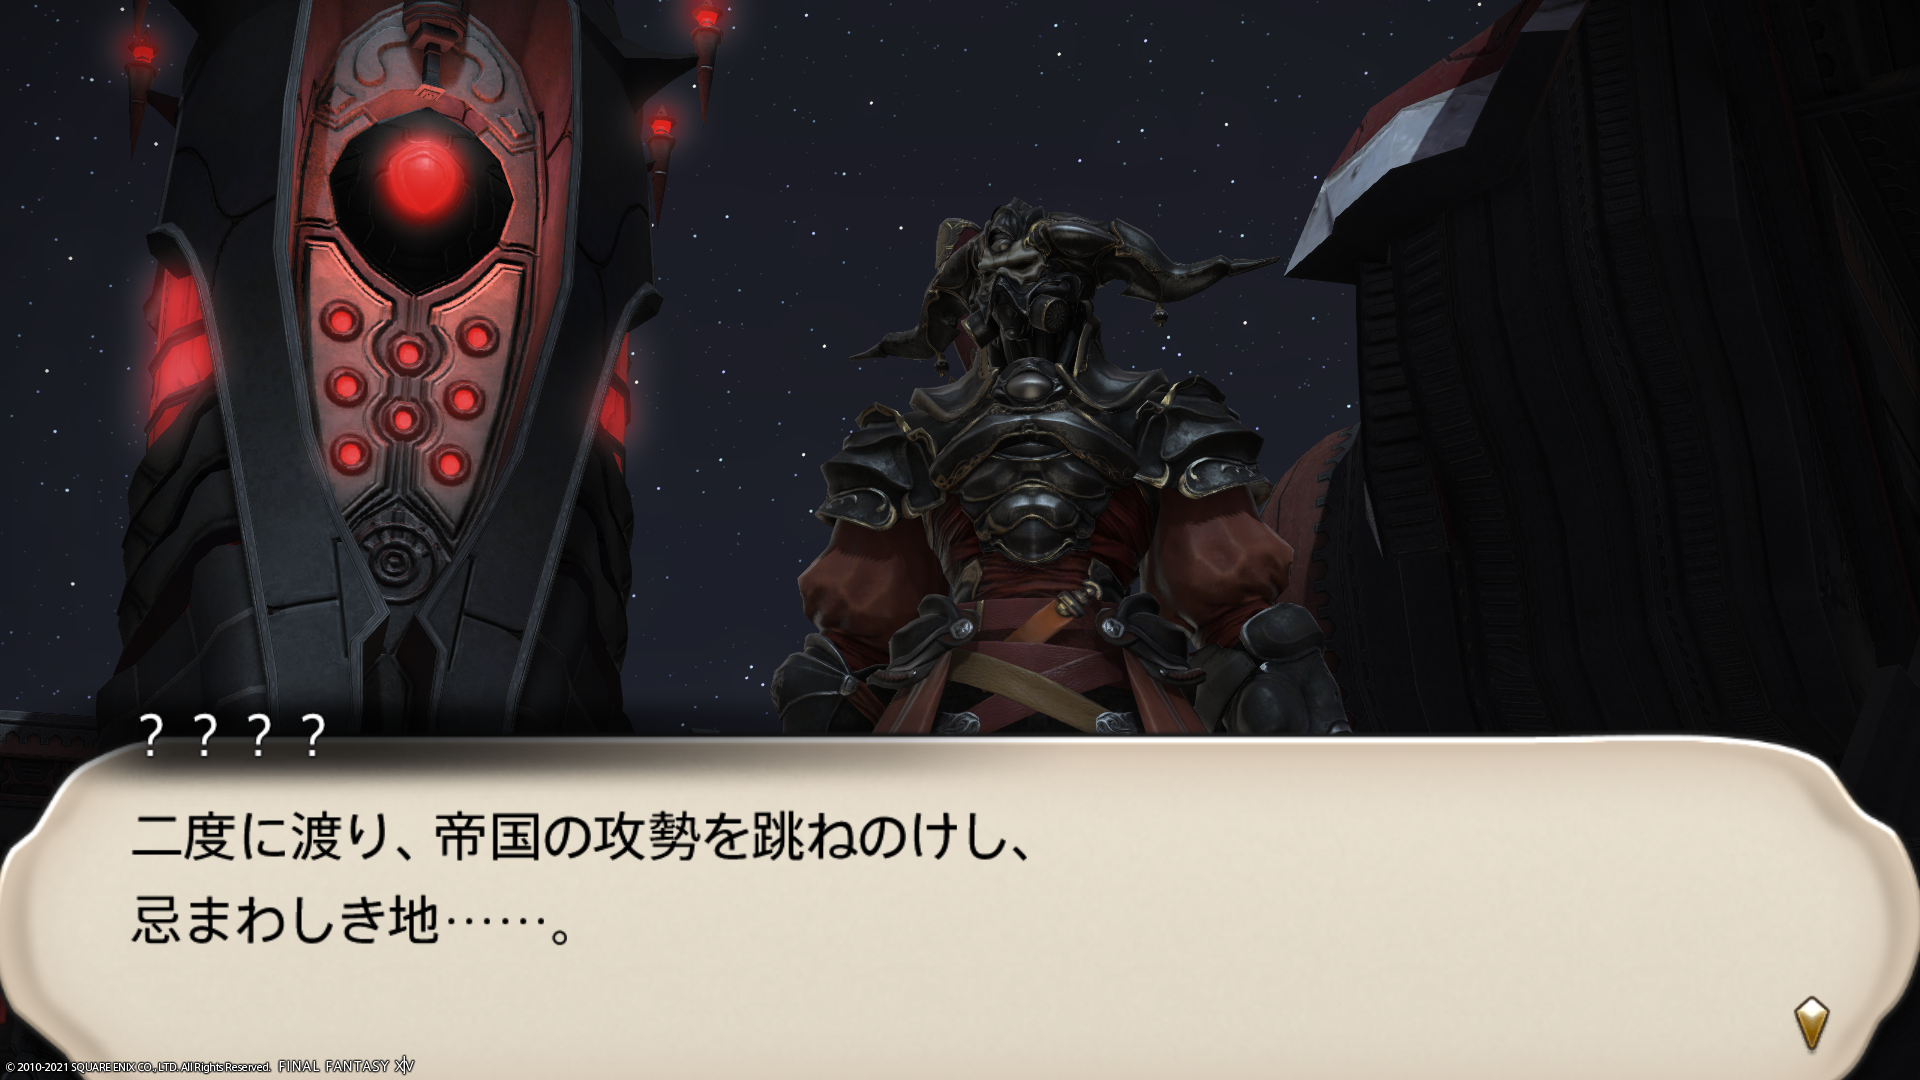 ？？？？
二度に渡り、帝国の攻勢を跳ねのけし、
忌まわしき地……。
© 2010-2021 SQUARE ENIX CO., LTD. All Rights Reserved. FINAL FANTASY XIV